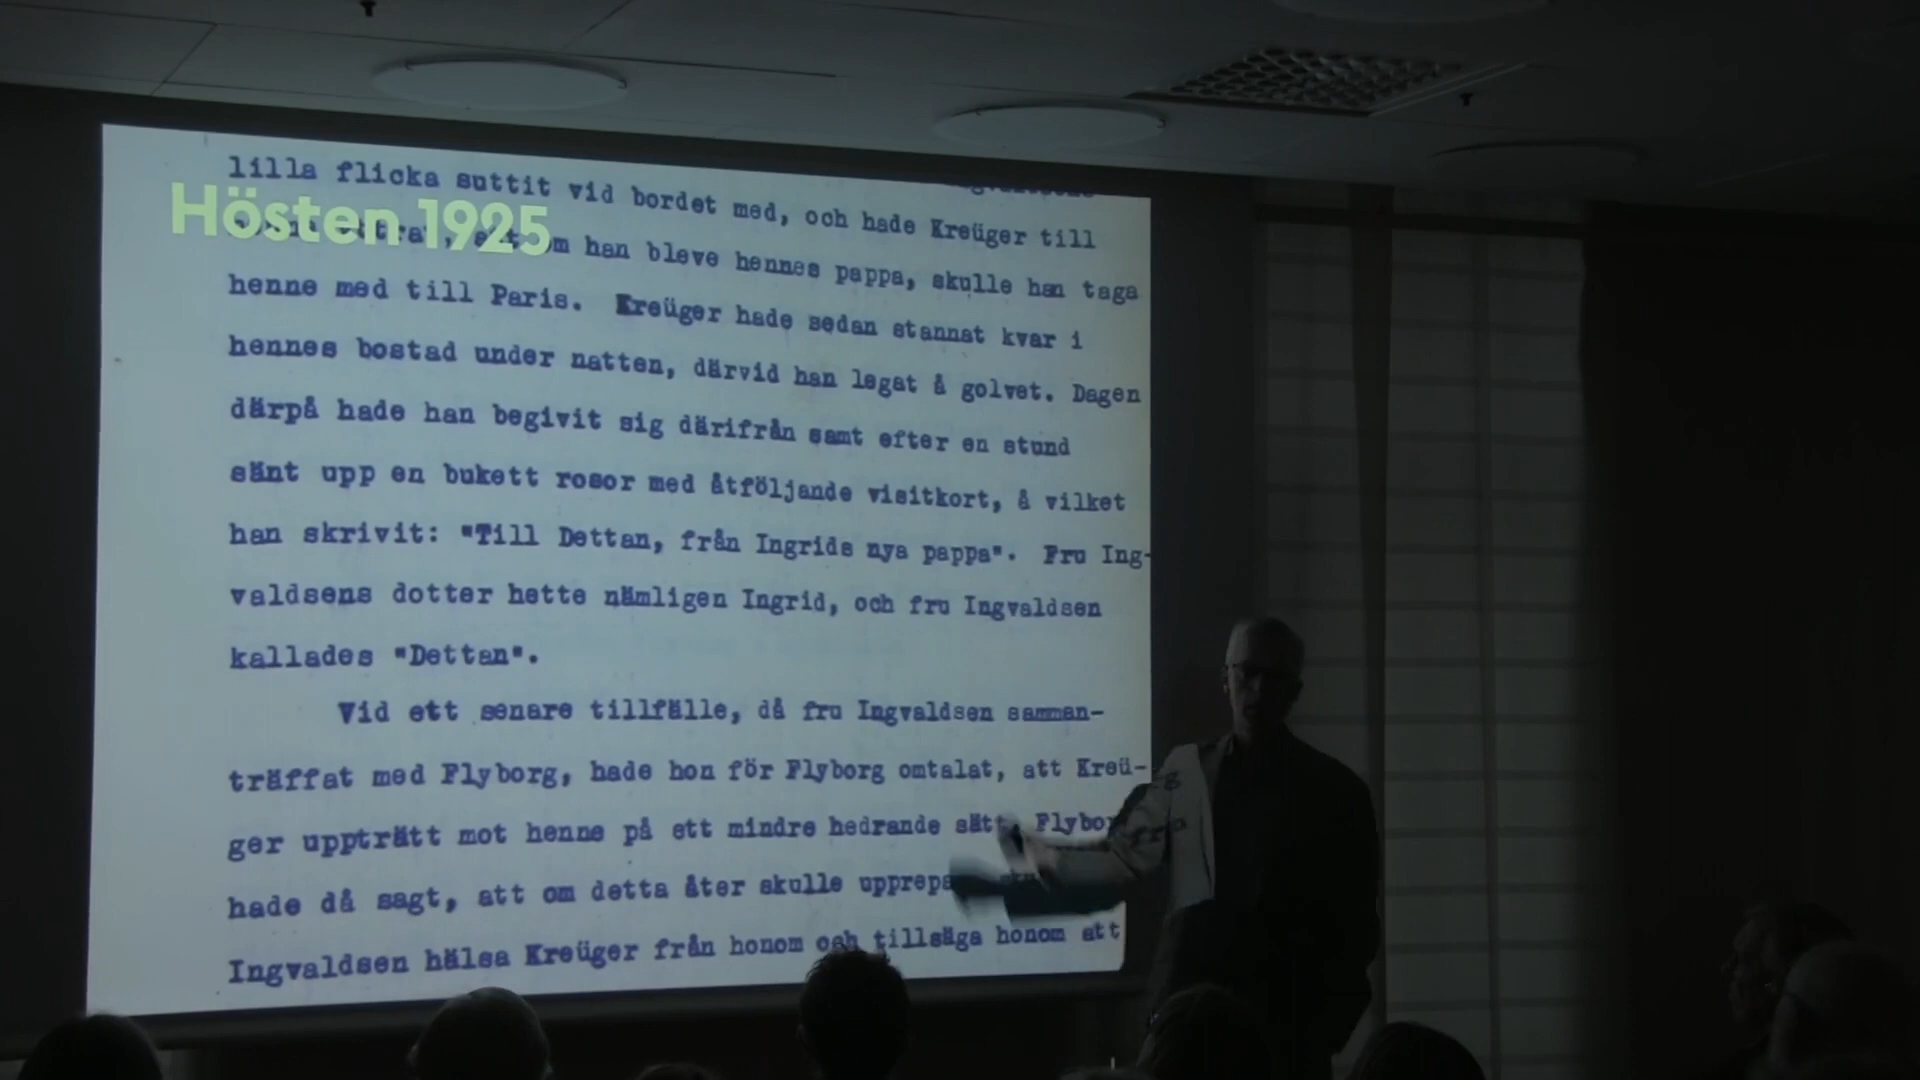 lilla flicka suttit vid bordet med, och hade Kreüger till
Hösten 1925
om han bleve hennes pappa, skulle han taga
henne med till Paris. Kreüger hade sedan stannat kvar i
hennes bostad under natten, därvid han legat å golvet. Dagen
därpå hade han begivit sig därifrån samt efter en stund
sänt upp en bukett rosor med åtföljande visitkort, å vilket
han skrivit: "Till Dettan, från Ingrids nya pappa". Fru Ing-
valdsens dotter hette nämligen Ingrid, och fru Ingvaldsen
kallades "Dettan".
Vid ett senare tillfälle, då fru Ingvaldsen samman-
träffat med Flyborg, hade hon för Flyborg omtalat, att Kreü-
ger uppträtt mot henne på ett mindre hedrande sätt. Flyborg
hade då sagt, att om detta åter skulle upprepa
Ingvaldsen hälsa Kreüger från honom och tillsäga honom att